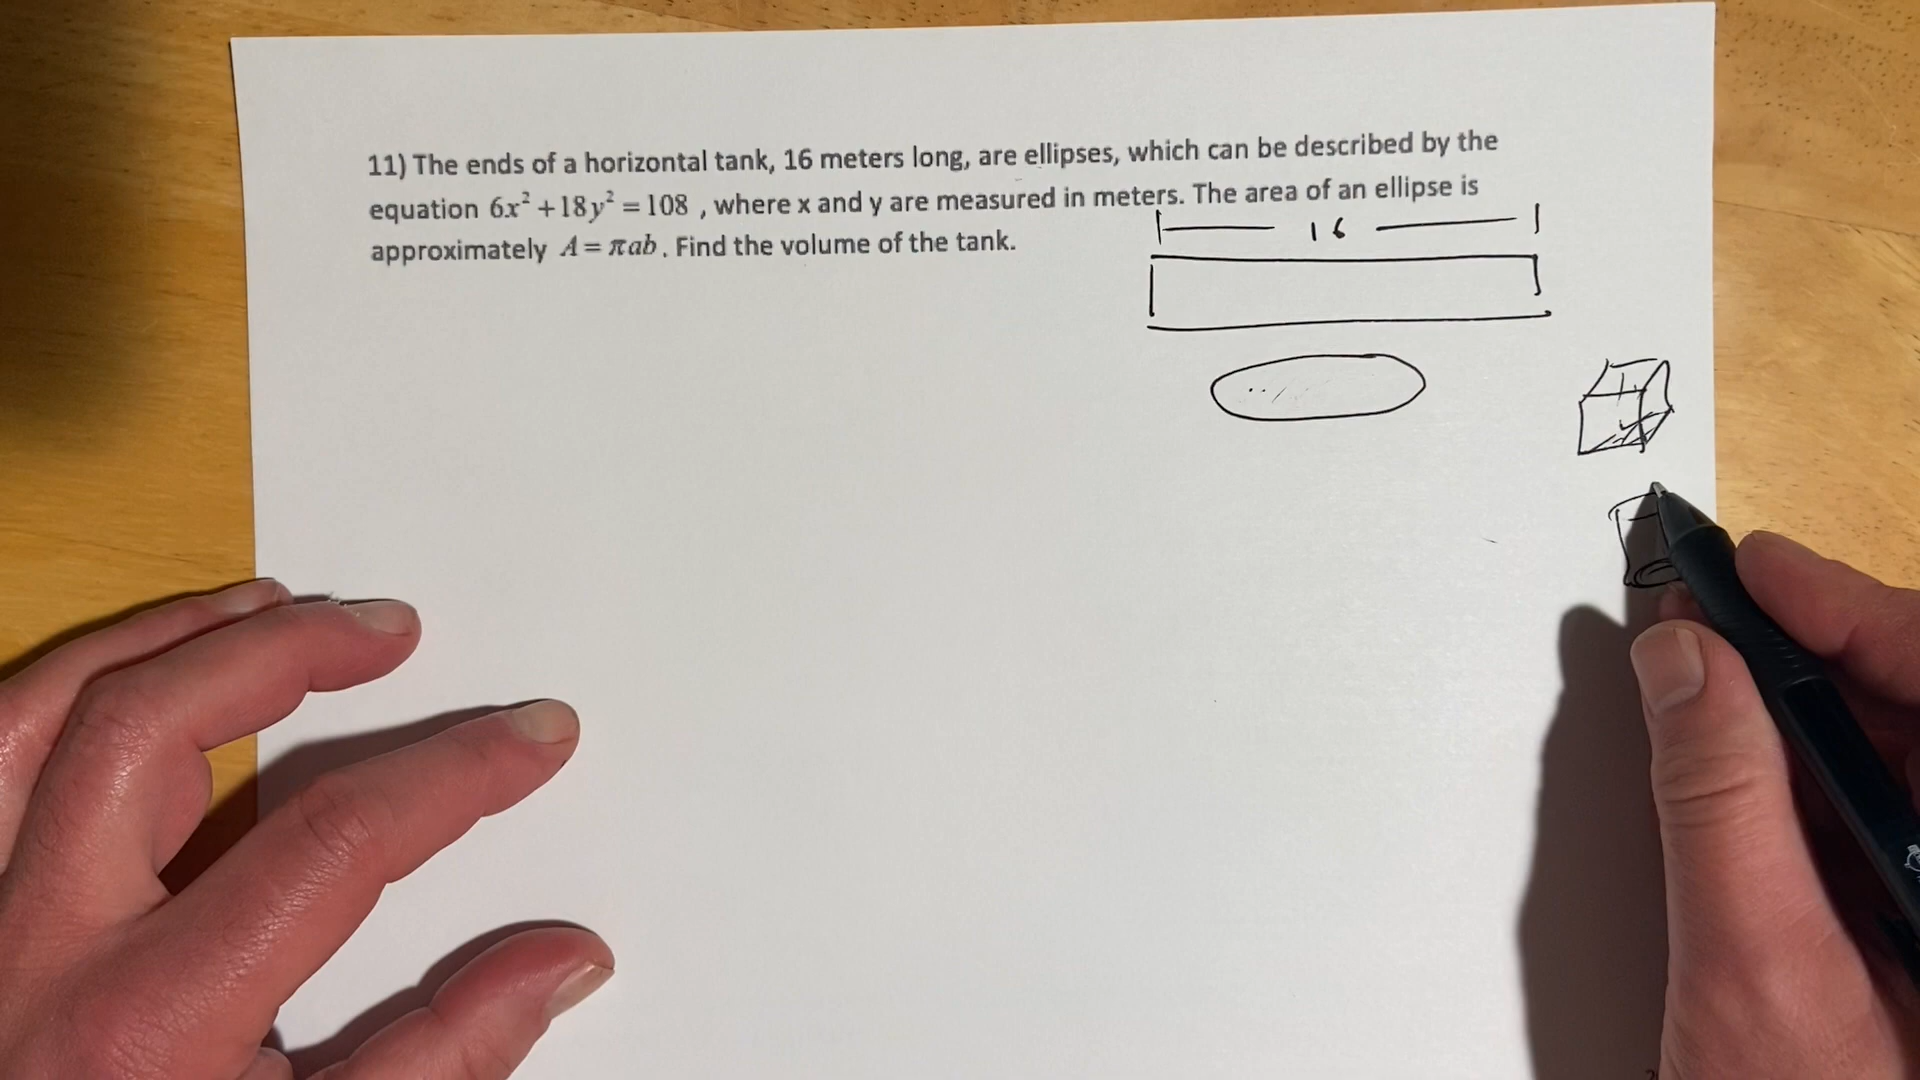 11) The ends of a horizontal tank, 16 meters long, are ellipses, which can be described by the
equation 6x² + 18y² = 108 , where x and y are measured in meters. The area of an ellipse is
approximately A = πab . Find the volume of the tank.
16